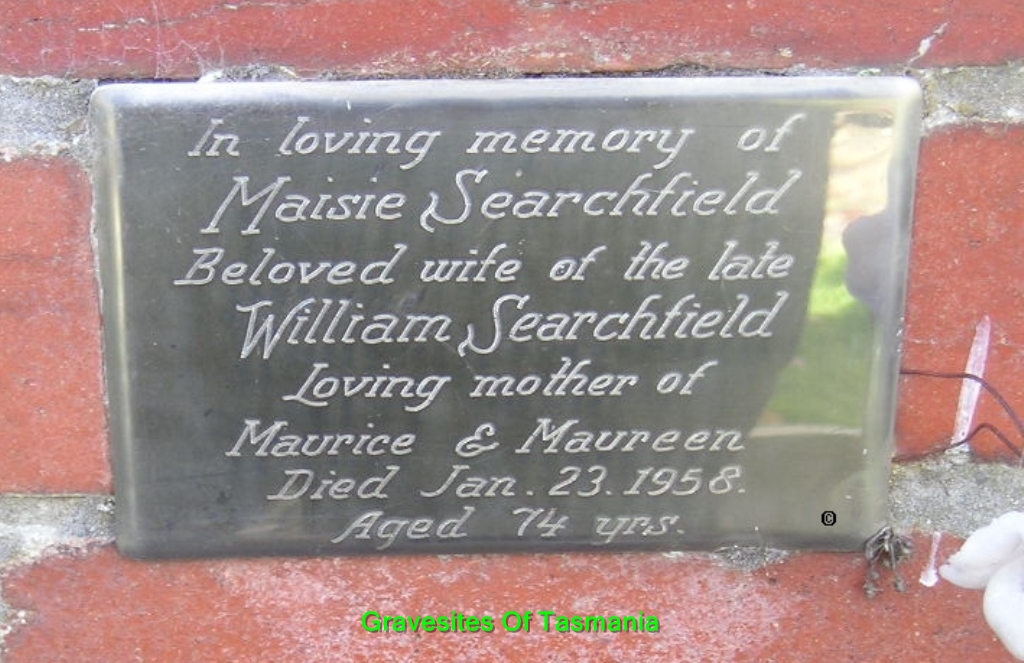 In loving memory of
Maisie Searchfield
Beloved wife of the late
William Searchfield
Loving mother of
Maurice & Maureen
Died Jan. 23. 1958.
Aged 74 yrs.
©
Gravesites Of Tasmania